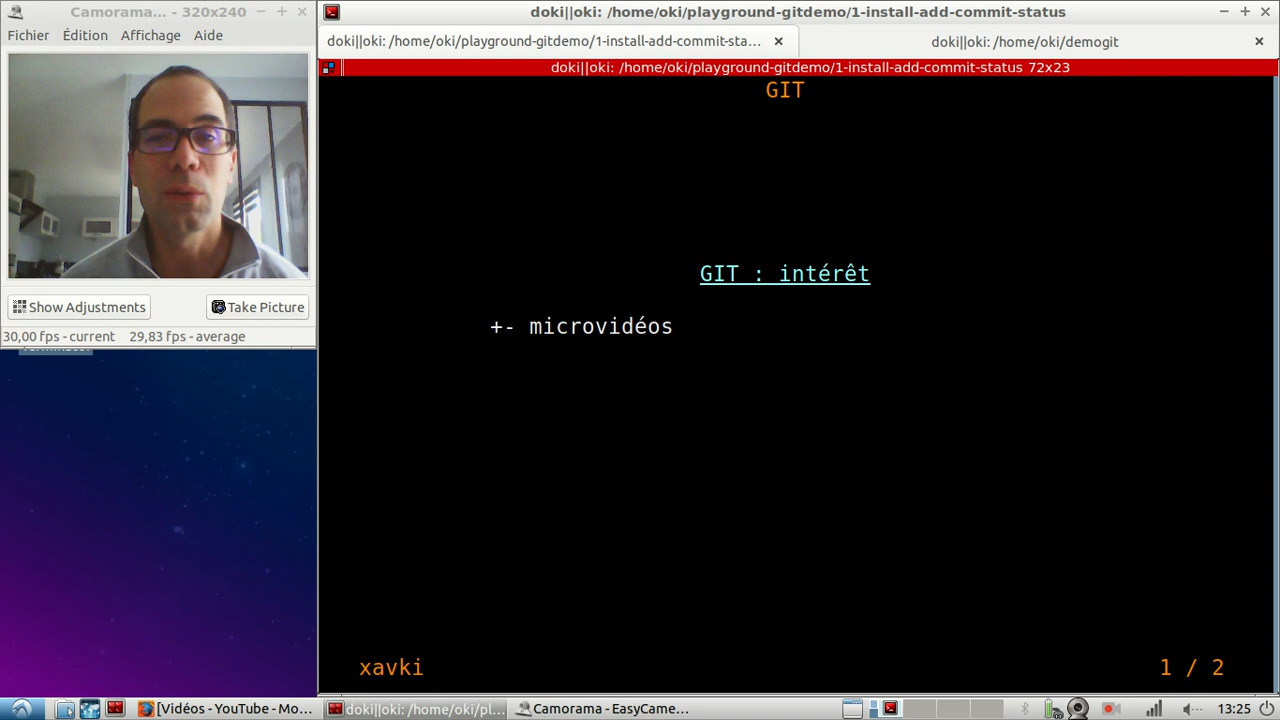 Camorama... - 320x240
Fichier Édition Affichage Aide
Show Adjustments
Take Picture
30,00 fps - current 29,83 fps - average
doki||oki: /home/oki/playground-gitdemo/1-install-add-commit-status
doki||oki: /home/oki/playground-gitdemo/1-install-add-commit-sta...
doki||oki: /home/oki/demogit
doki||oki: /home/oki/playground-gitdemo/1-install-add-commit-status 72x23
GIT
GIT : intérêt
+- microvidéos
xavki
1 / 2
[Vidéos - YouTube - Mo...
doki||oki: /home/oki/pl...
Camorama - EasyCame...
13:25